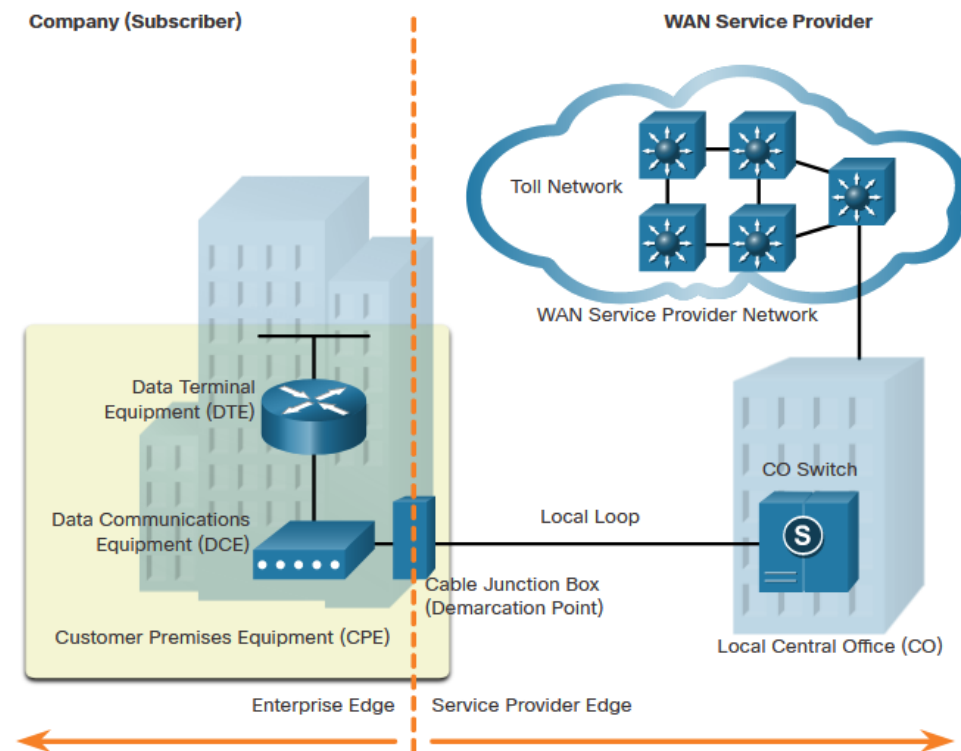 Company (Subscriber)
WAN Service Provider
Toll Network
WAN Service Provider Network
Data Terminal
Equipment (DTE)
CO Switch
Data Communications
Equipment (DCE)
Local Loop
S
Cable Junction Box
(Demarcation Point)
Customer Premises Equipment (CPE)
Local Central Office (CO)
Enterprise Edge
Service Provider Edge